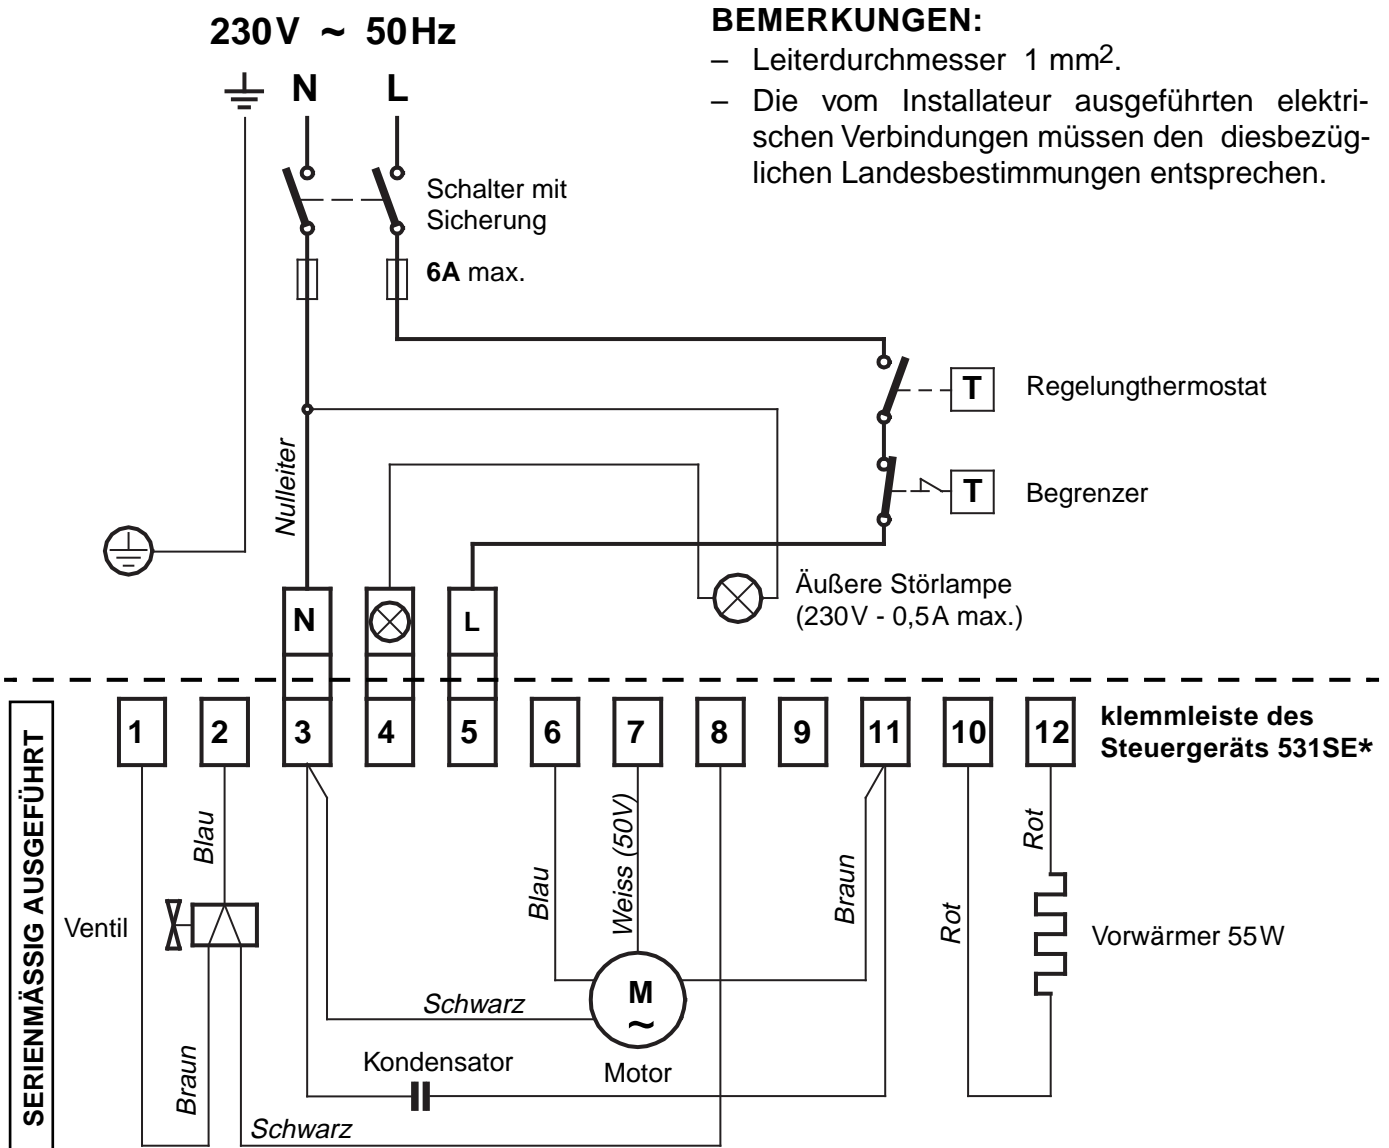 230V ~ 50Hz
N L
BEMERKUNGEN:
– Leiterdurchmesser 1 mm².
– Die vom Installateur ausgeführten elektri-
schen Verbindungen müssen den diesbezüg-
lichen Landesbestimmungen entsprechen.
Schalter mit
Sicherung
6A max.
T Regelungthermostat
Nulleiter
T Begrenzer
Äußere Störlampe
(230V - 0,5A max.)
N L
1 2 3 4 5 6 7 8 9 11 10 12
klemmleiste des
Steuergeräts 531SE*
SERIENMÄSSIG AUSGEFÜHRT
Blau
Blau
Weiss (50V)
Braun
Rot
Rot
Ventil
Vorwärmer 55W
M
~
Schwarz
Kondensator
Motor
Braun
Schwarz